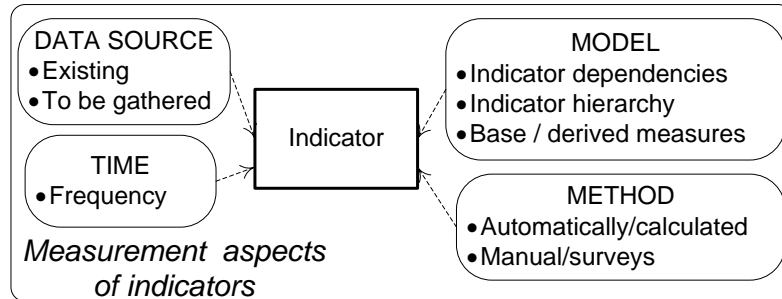 DATA SOURCE
•Existing
•To be gathered
TIME
•Frequency
Measurement aspects
of indicators
Indicator
MODEL
•Indicator dependencies
•Indicator hierarchy
•Base / derived measures
METHOD
•Automatically/calculated
•Manual/surveys